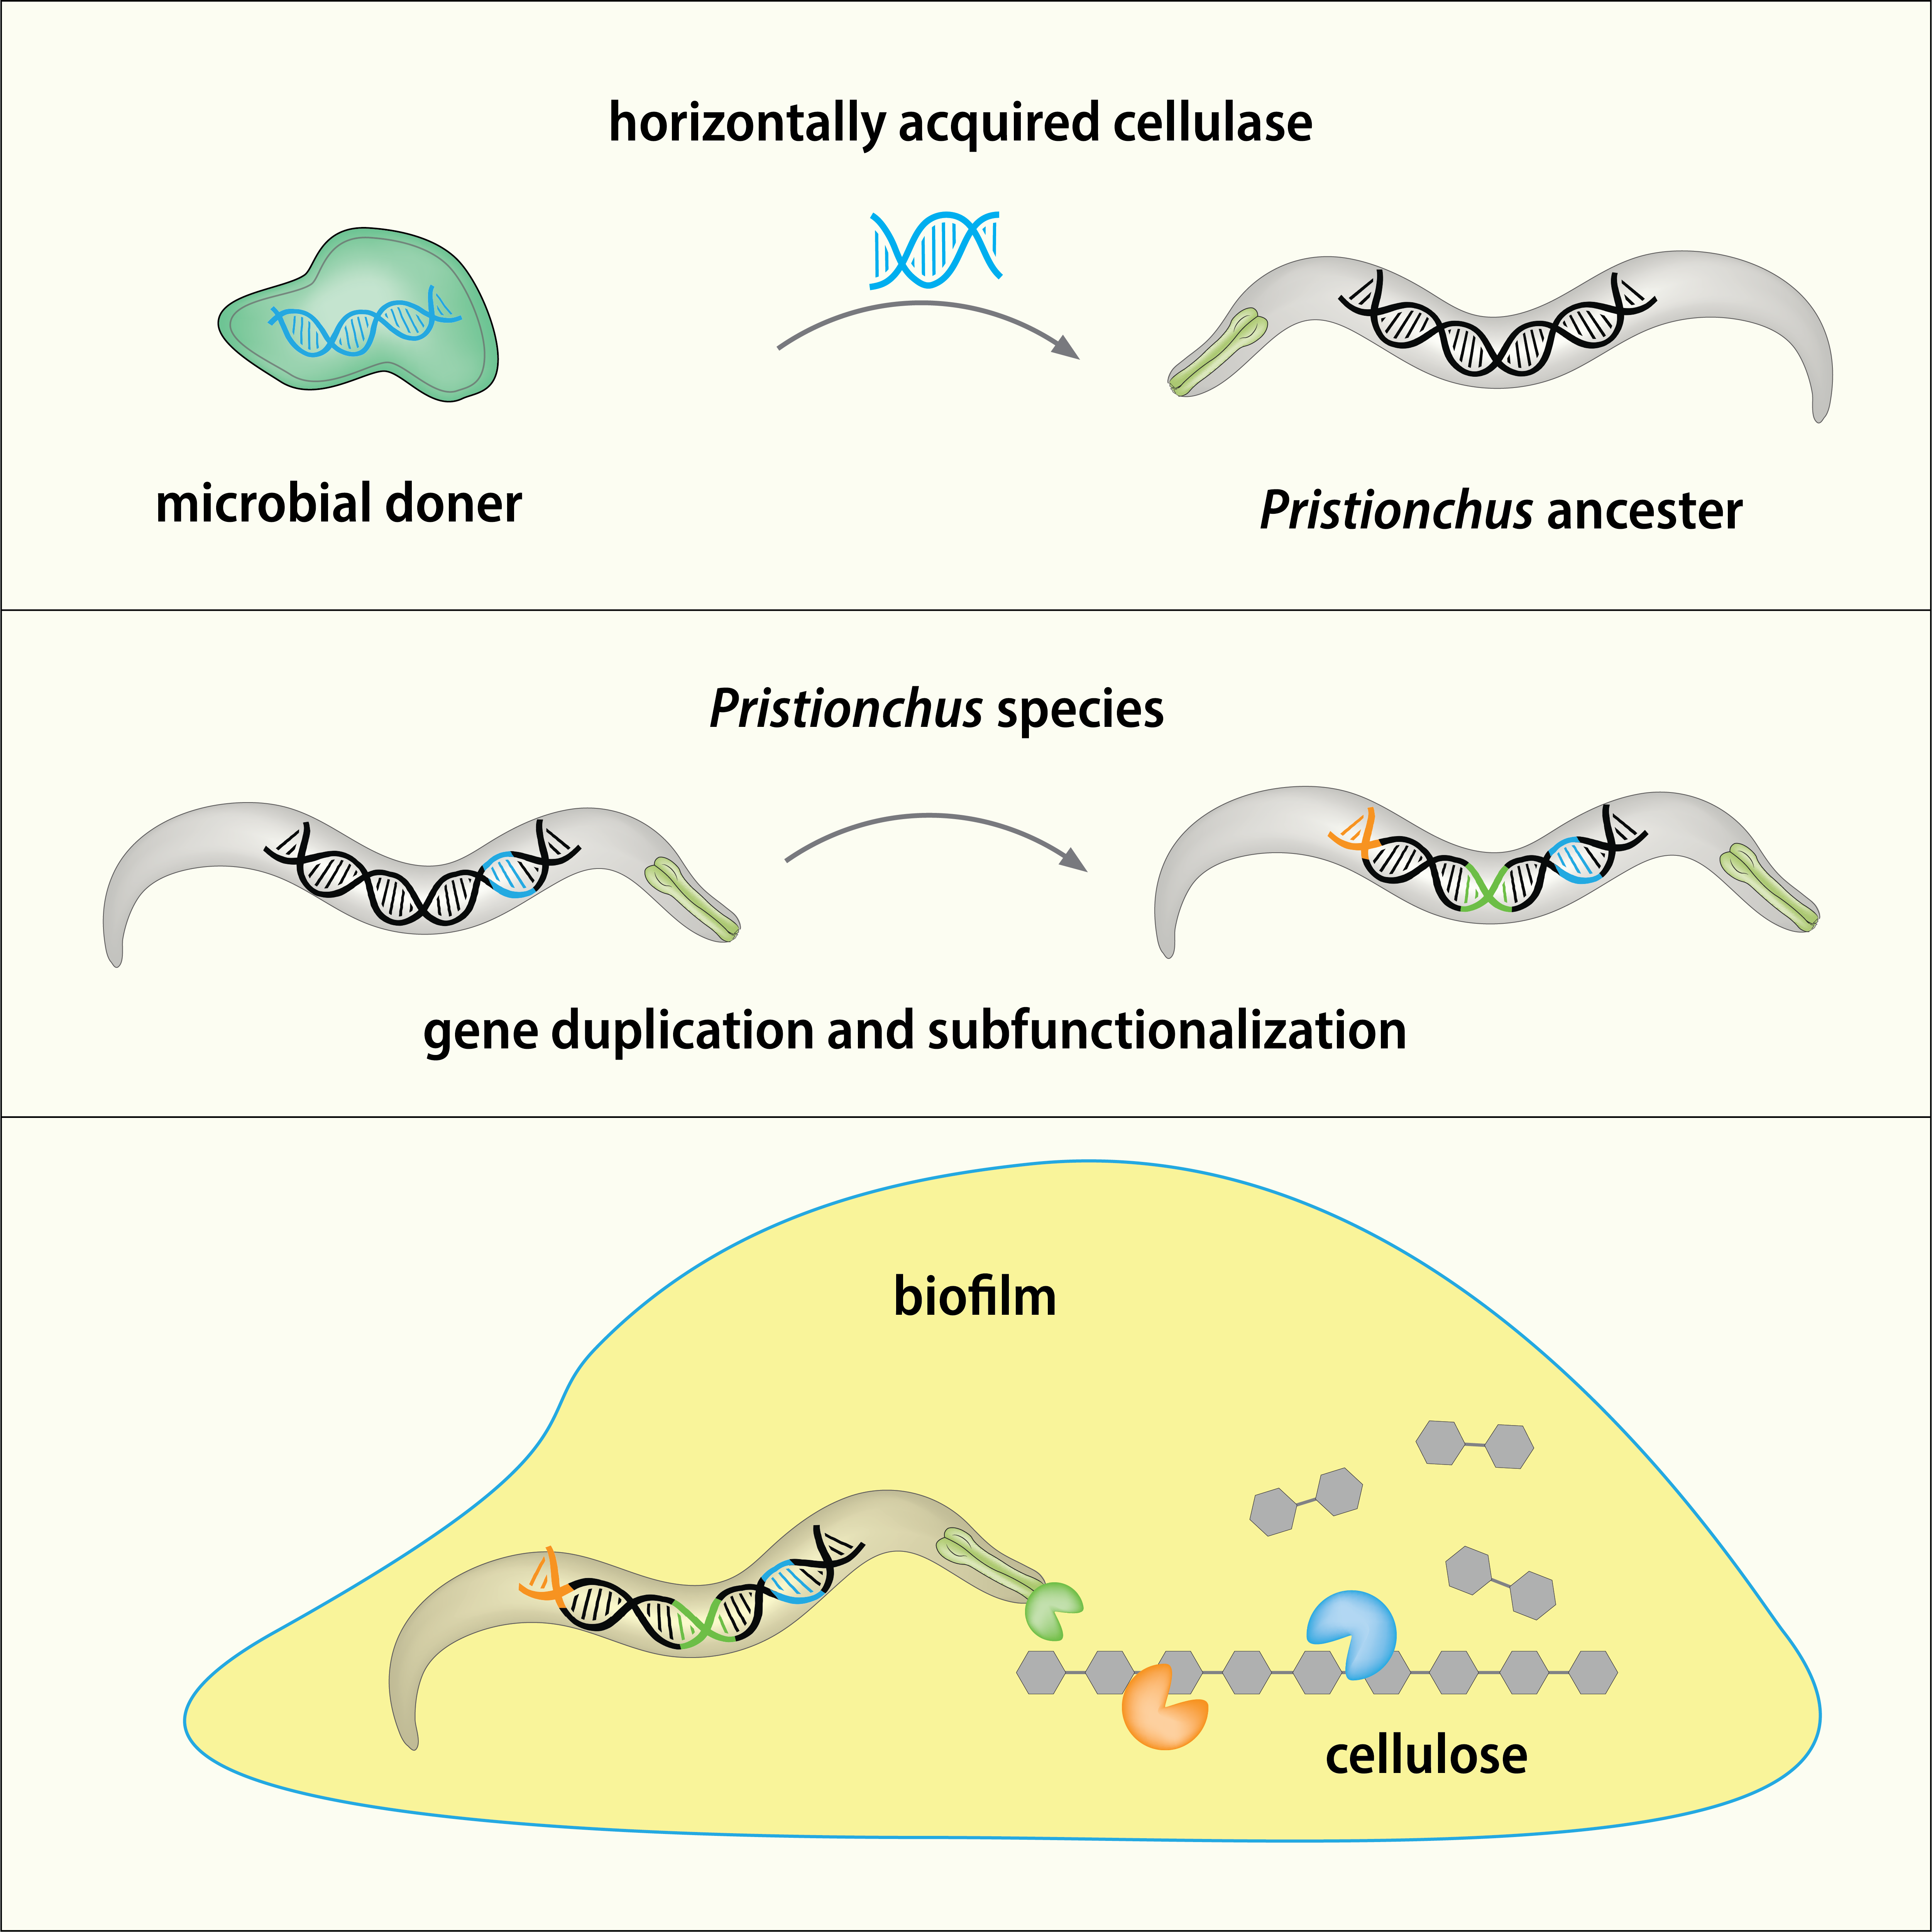 horizontally acquired cellulase
microbial doner
Pristionchus ancester
Pristionchus species
gene duplication and subfunctionalization
biofilm
cellulose